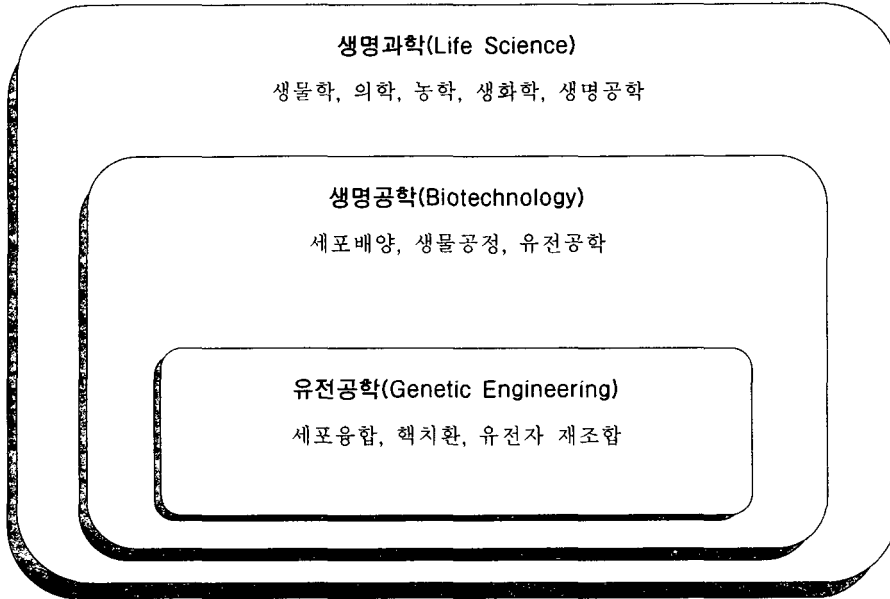 생명과학(Life Science)
생물학, 의학, 농학, 생화학, 생명공학
생명공학(Biotechnology)
세포배양, 생물공정, 유전공학
유전공학(Genetic Engineering)
세포융합, 핵치환, 유전자 재조합